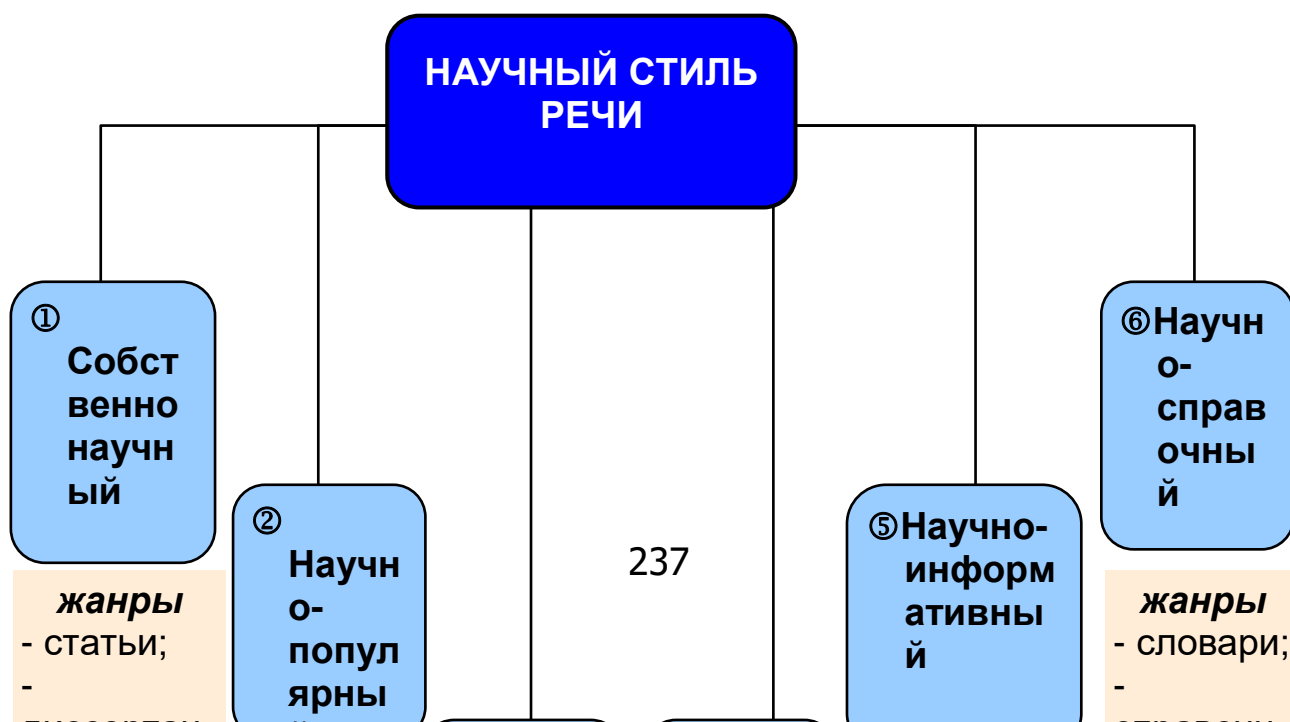 НАУЧНЫЙ СТИЛЬ
РЕЧИ
①
Собст
венно
научн
ый
жанры
- статьи;
-
②
Научн
о-
попул
ярны
237
⑤Научно-
информ
ативны
й
⑥Научн
о-
справ
очны
й
жанры
- словари;
-